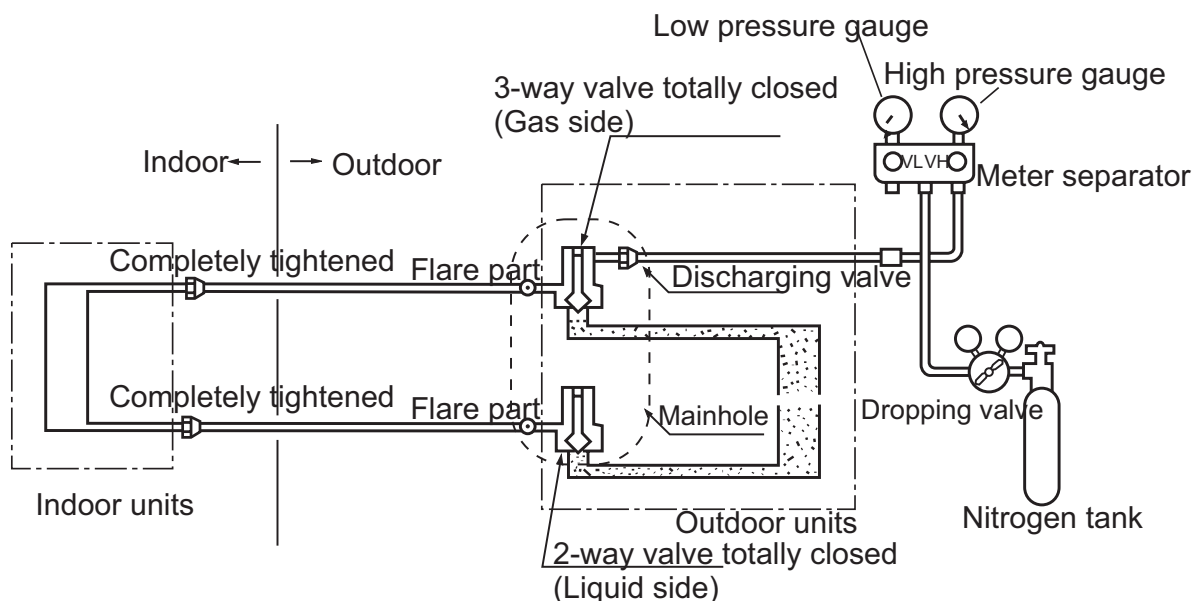 Low pressure gauge
High pressure gauge
3-way valve totally closed
(Gas side)
Indoor
Outdoor
VL VH
Meter separator
Completely tightened
Flare part
Discharging valve
Completely tightened
Flare part
Mainhole
Dropping valve
Indoor units
Outdoor units
Nitrogen tank
2-way valve totally closed
(Liquid side)